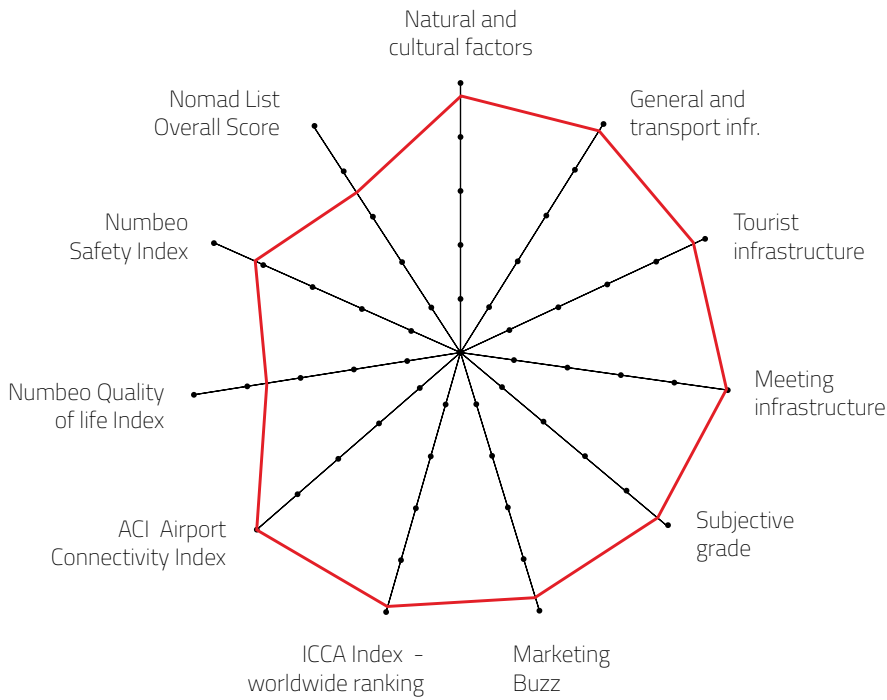 Natural and
cultural factors
General and
transport infr.
Tourist
infrastructure
Meeting
infrastructure
Subjective
grade
Marketing
Buzz
ICCA Index -
worldwide ranking
ACI Airport
Connectivity Index
Numbeo Quality
of life Index
Numbeo
Safety Index
Nomad List
Overall Score